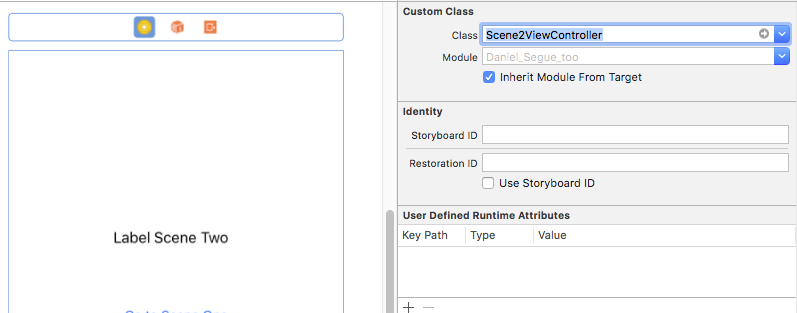 Custom Class
Class Scene2ViewController
Module Daniel_Segue_too
Inherit Module From Target
Identity
Storyboard ID
Restoration ID
Use Storyboard ID
User Defined Runtime Attributes
Key Path Type Value
Label Scene Two